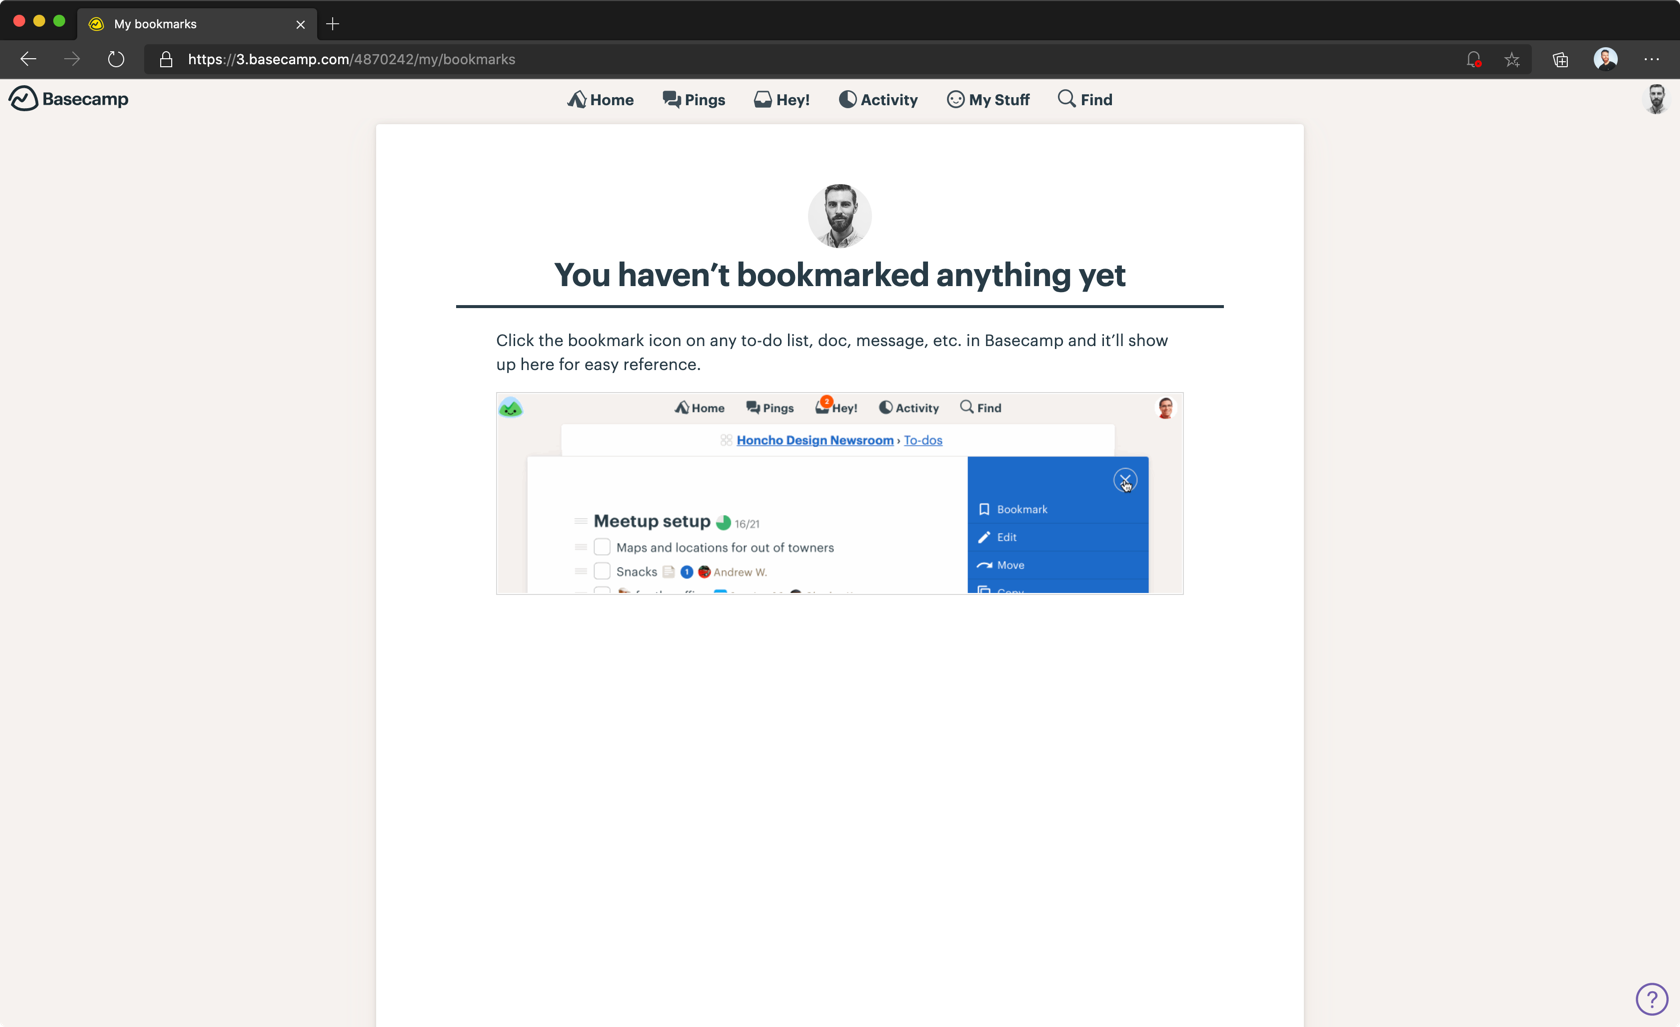 My bookmarks
https://3.basecamp.com/4870242/my/bookmarks
Basecamp
Home Pings Hey! Activity My Stuff Find
You haven’t bookmarked anything yet
Click the bookmark icon on any to-do list, doc, message, etc. in Basecamp and it’ll show
up here for easy reference.
Home Pings 2 Hey! Activity Find
Honcho Design Newsroom › To-dos
Bookmark
Meetup setup 16/21
Edit
Maps and locations for out of towners
Move
Snacks 1 Andrew W.
Copy
?